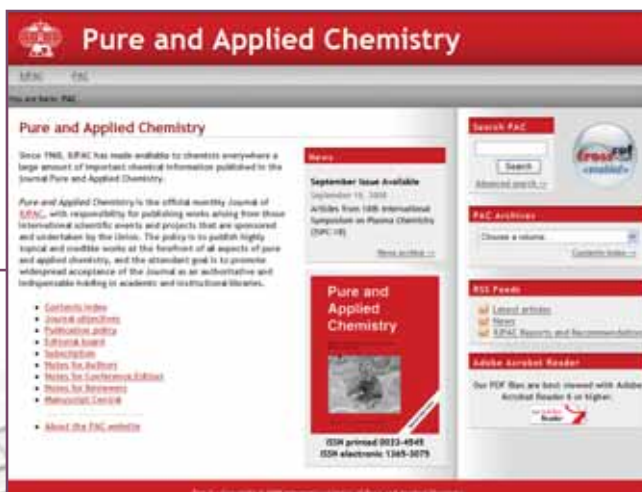 Pure and Applied Chemistry
IUPAC PAC
You are here: PAC
Pure and Applied Chemistry
Since 1960, IUPAC has made available to chemists everywhere a
large amount of important chemical information published in the
journal Pure and Applied Chemistry.
Pure and Applied Chemistry is the official monthly Journal of
IUPAC, with responsibility for publishing works arising from those
international scientific events and projects that are sponsored
and undertaken by the Union. The policy is to publish highly
topical and credible works at the forefront of all aspects of pure
and applied chemistry, and the attendant goal is to promote
widespread acceptance of the Journal as an authoritative and
indispensable holding in academic and institutional libraries.
Contents Index
Journal objectives
Publication policy
Editorial board
Subscription
Notes for Authors
Notes for Conference Editors
Notes for Reviewers
Manuscript Central
About the PAC website
News
September Issue Available
September 2008
Articles from 18th International
Symposium on Plasma Chemistry
(ISPC-18)
News archive
Pure and
Applied
Chemistry
ISSN printed 0033-4545
ISSN electronic 1365-3075
Search PAC
Search
Advanced search
crossref
enabled
PAC Archives
Choose a volume
Contents Index
RSS Feeds
Latest articles
News
IUPAC Reports and Recommendation
Adobe Acrobat Reader
Our PDF files are best viewed with Adobe
Acrobat Reader 6 or higher.
Reader